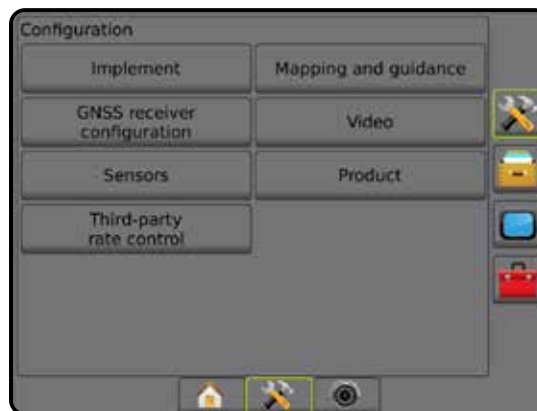 Configuration
Implement
Mapping and guidance
GNSS receiver
configuration
Video
Sensors
Product
Third-party
rate control